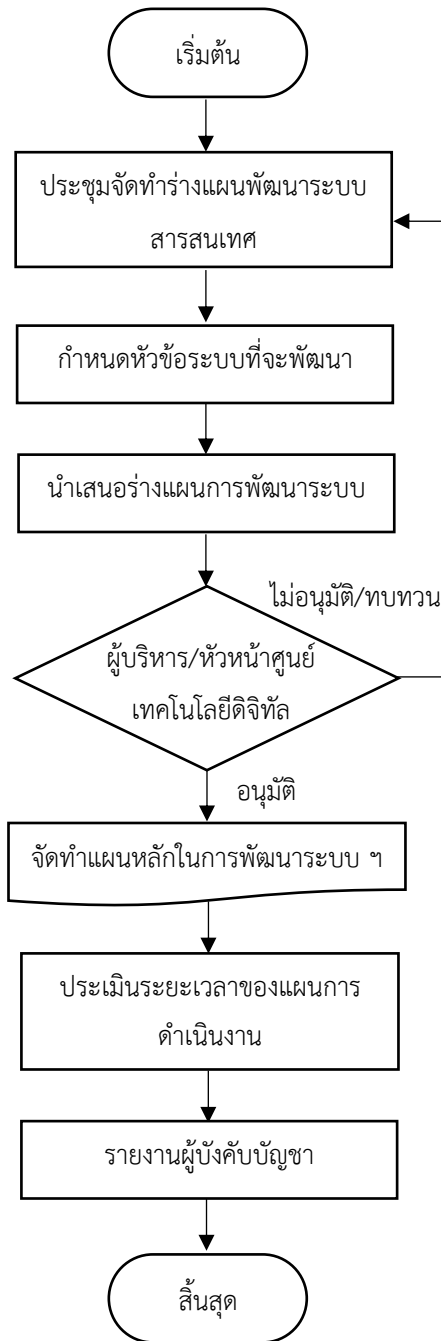 เริ่มต้น
ประชุมจัดทำร่างแผนพัฒนาระบบ
สารสนเทศ
กำหนดหัวข้อระบบที่จะพัฒนา
นำเสนอร่างแผนการพัฒนาระบบ
ไม่อนุมัติ/ทบทวน
ผู้บริหาร/หัวหน้าศูนย์
เทคโนโลยีดิจิทัล
อนุมัติ
จัดทำแผนหลักในการพัฒนาระบบ ฯ
ประเมินระยะเวลาของแผนการ
ดำเนินงาน
รายงานผู้บังคับบัญชา
สิ้นสุด